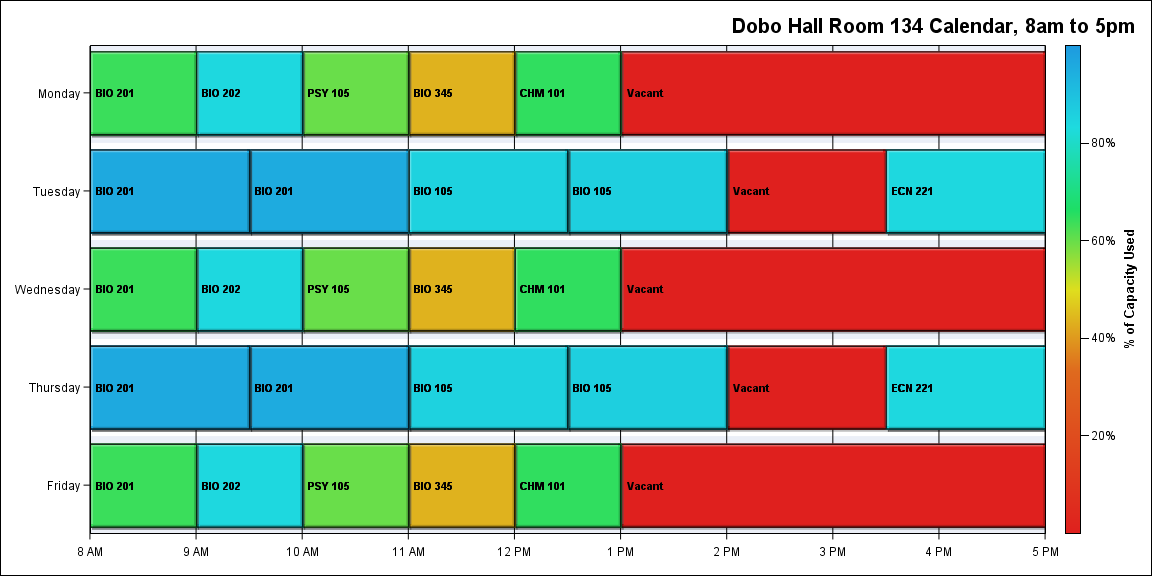 Dobo Hall Room 134 Calendar, 8am to 5pm
Monday
BIO 201
BIO 202
PSY 105
BIO 345
CHM 101
Vacant
Tuesday
BIO 201
BIO 201
BIO 105
BIO 105
Vacant
ECN 221
Wednesday
BIO 201
BIO 202
PSY 105
BIO 345
CHM 101
Vacant
Thursday
BIO 201
BIO 201
BIO 105
BIO 105
Vacant
ECN 221
Friday
BIO 201
BIO 202
PSY 105
BIO 345
CHM 101
Vacant
8 AM
9 AM
10 AM
11 AM
12 PM
1 PM
2 PM
3 PM
4 PM
5 PM
80%
60%
40%
20%
% of Capacity Used